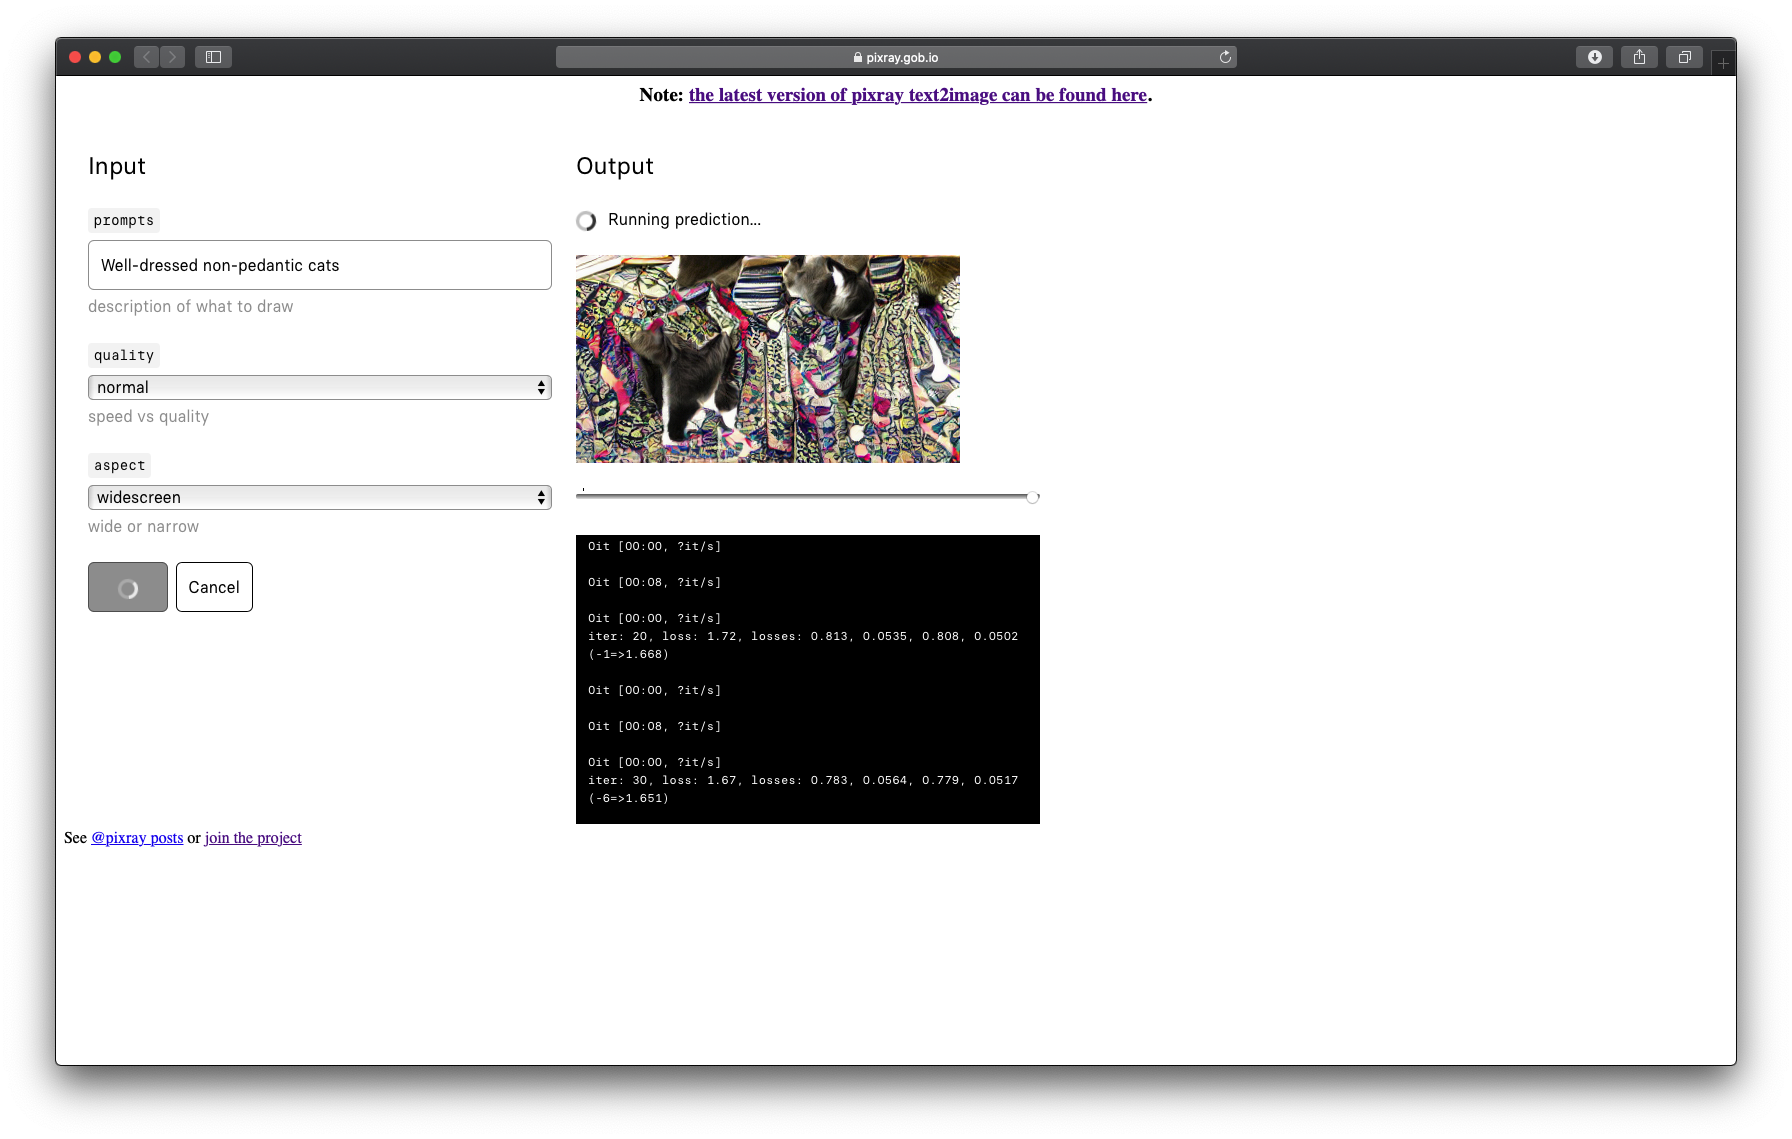 pixray.gob.io
Note: the latest version of pixray text2image can be found here.
Input
prompts
Well-dressed non-pedantic cats
description of what to draw
quality
normal
speed vs quality
aspect
widescreen
wide or narrow
Cancel
Output
Running prediction...
0it [00:00, ?it/s]
0it [00:08, ?it/s]
0it [00:00, ?it/s]
iter: 20, loss: 1.72, losses: 0.813, 0.0535, 0.808, 0.0502
(-1=>1.668)
0it [00:00, ?it/s]
0it [00:08, ?it/s]
0it [00:00, ?it/s]
iter: 30, loss: 1.67, losses: 0.783, 0.0564, 0.779, 0.0517
(-6=>1.651)
See @pixray posts or join the project